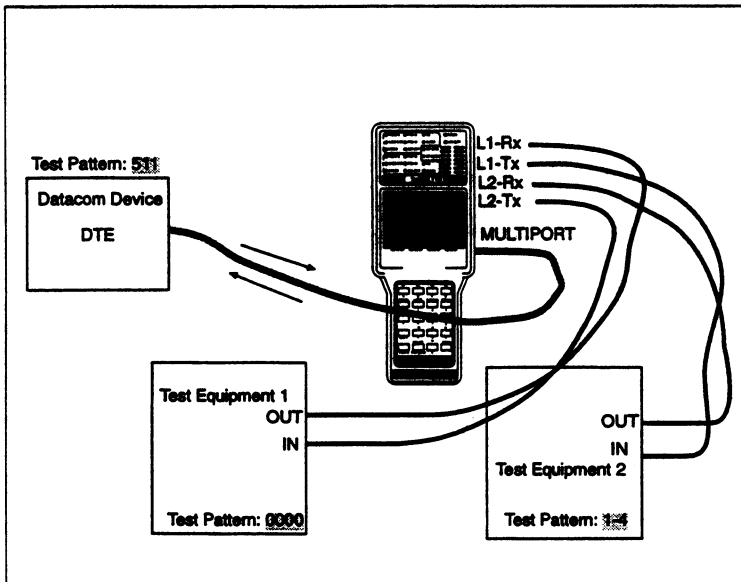 L1-Rx
L1-Tx
L2-Rx
L2-Tx
MULTIPORT
Test Pattern: 511
Datacom Device
DTE
Test Equipment 1
OUT
IN
Test Pattern: 0000
OUT
IN
Test Equipment 2
Test Pattern: 1-4